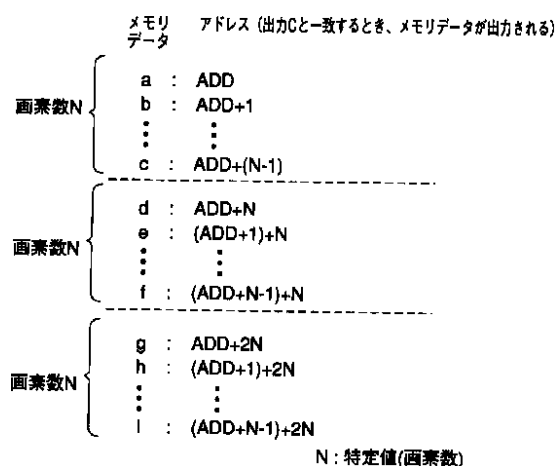 メモリ
データ
アドレス（出力Cと一致するとき、メモリデータが出力される）
画素数N
a : ADD
b : ADD+1
c : ADD+(N-1)
画素数N
d : ADD+N
e : (ADD+1)+N
f : (ADD+N-1)+N
画素数N
g : ADD+2N
h : (ADD+1)+2N
i : (ADD+N-1)+2N
N : 特定値(画素数)